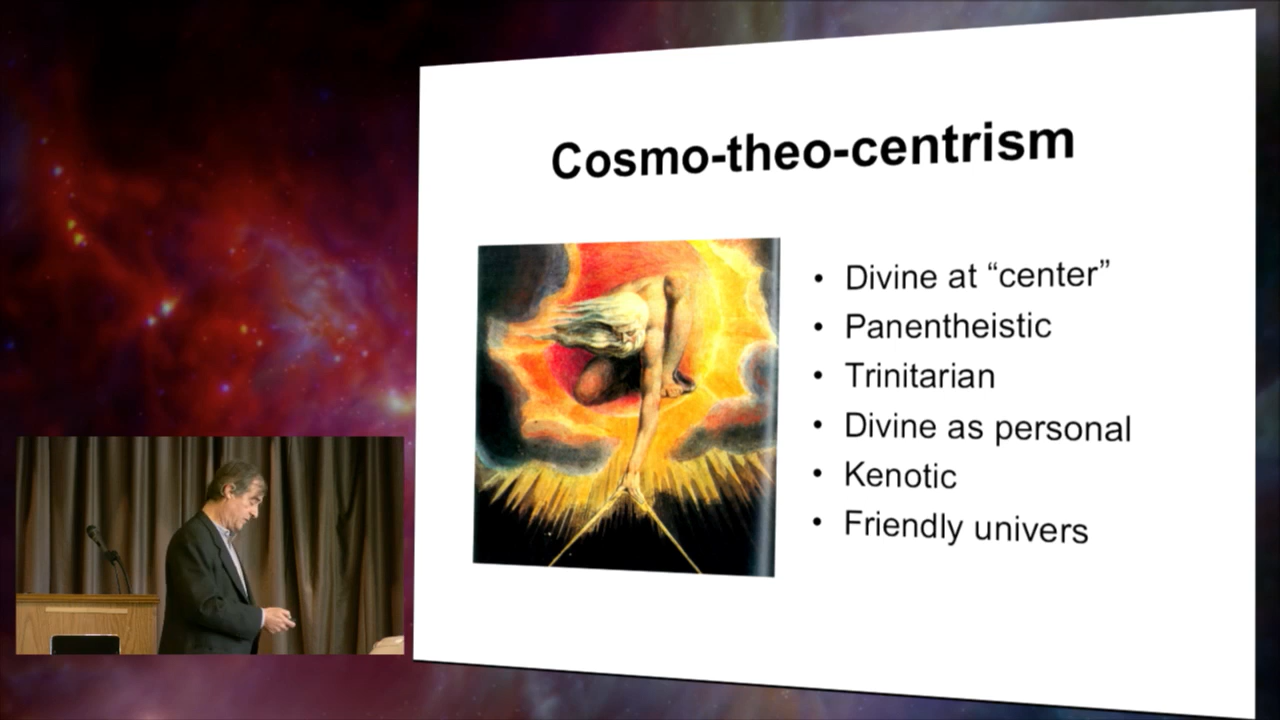 Cosmo-theo-centrism
• Divine at “center”
• Panentheistic
• Trinitarian
• Divine as personal
• Kenotic
• Friendly univers